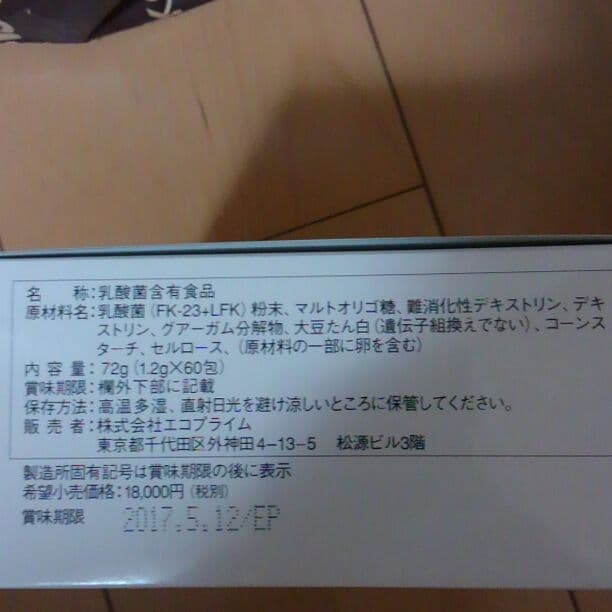 名　　称:乳酸菌含有食品
原材料名:乳酸菌(FK-23+LFK)粉末、マルトオリゴ糖、難消化性デキストリン、デキ
ストリン、グアーガム分解物、大豆たん白(遺伝子組換えでない)、コーンス
ターチ、セルロース、(原材料の一部に卵を含む)
内 容 量:72g(1.2g×60包)
賞味期限:欄外下部に記載
保存方法:高温多湿、直射日光を避け涼しいところに保管してください。
販 売 者:株式会社エコプライム
東京都千代田区外神田4-13-5　松源ビル3階
製造所固有記号は賞味期限の後に表示
希望小売価格:18,000円(税別)
賞味期限　2017.5.12/EP